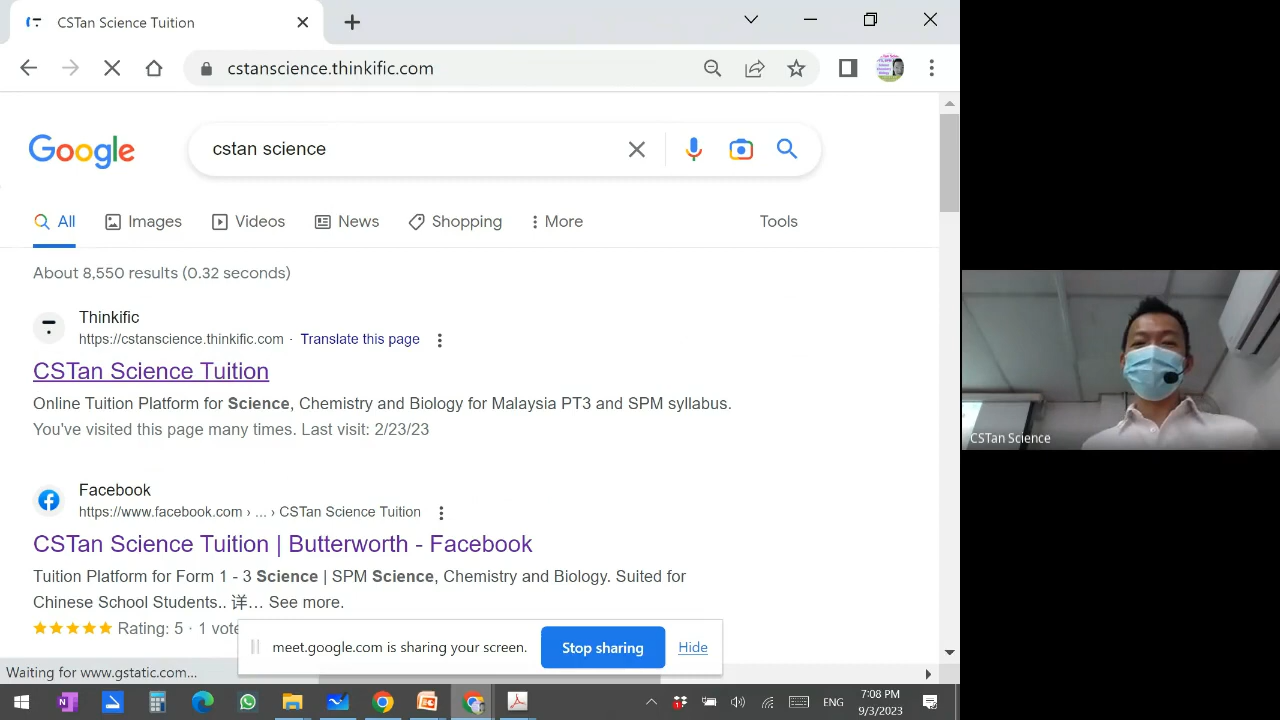 CSTan Science Tuition
cstanscience.thinkific.com
Google
cstan science
All
Images
Videos
News
Shopping
More
Tools
About 8,550 results (0.32 seconds)
Thinkific
https://cstanscience.thinkific.com · Translate this page
CSTan Science Tuition
Online Tuition Platform for Science, Chemistry and Biology for Malaysia PT3 and SPM syllabus.
You've visited this page many times. Last visit: 2/23/23
Facebook
https://www.facebook.com › ... › CSTan Science Tuition
CSTan Science Tuition | Butterworth - Facebook
Tuition Platform for Form 1 - 3 Science | SPM Science, Chemistry and Biology. Suited for
Chinese School Students.. 详… See more.
Rating: 5 · 1 vote
meet.google.com is sharing your screen.
Stop sharing
Hide
Waiting for www.gstatic.com...
ENG
7:08 PM
9/3/2023
CSTan Science